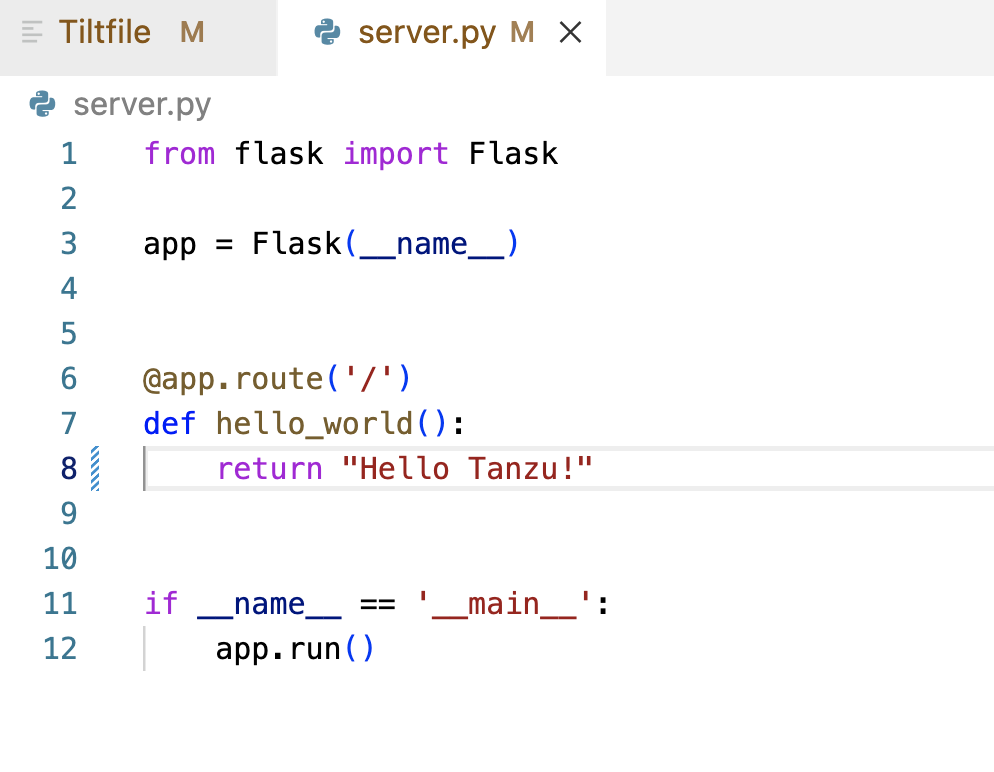 Tiltfile M server.py M
server.py
1 from flask import Flask
2
3 app = Flask(__name__)
4
5
6 @app.route('/')
7 def hello_world():
8     return "Hello Tanzu!"
9
10
11 if __name__ == '__main__':
12     app.run()